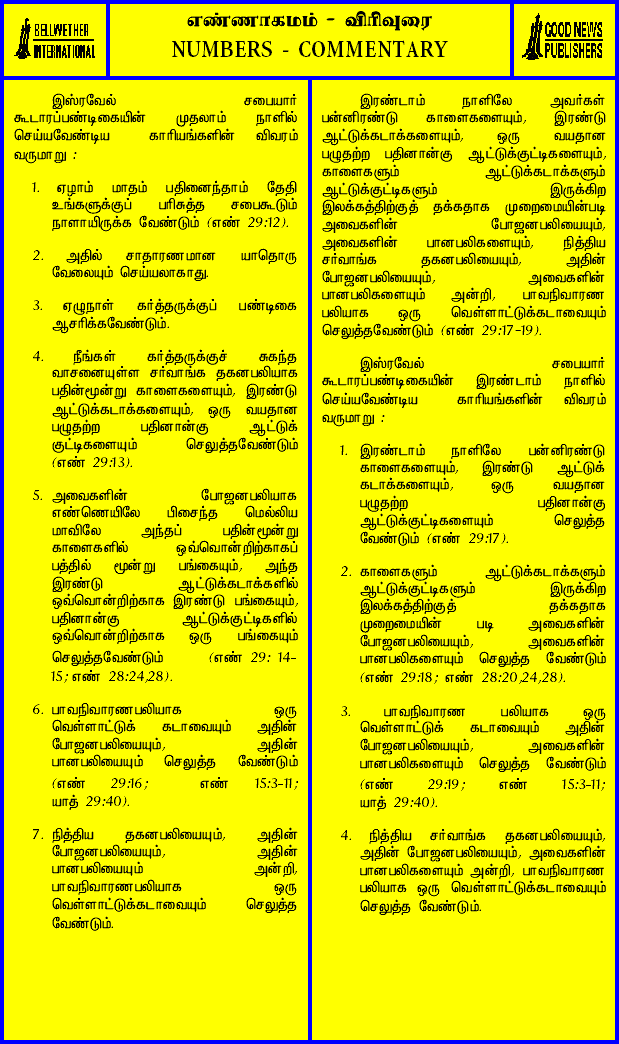 BELLWETHER
INTERNATIONAL
எண்ணாகமம் - விரிவுரை
NUMBERS - COMMENTARY
GOOD NEWS
PUBLISHERS
இஸ்ரவேல் சபையார்
கூடாரப்பண்டிகையின் முதலாம் நாளில்
செய்யவேண்டிய காரியங்களின் விவரம்
வருமாறு :
1. ஏழாம் மாதம் பதினைந்தாம் தேதி
உங்களுக்குப் பரிசுத்த சபைகூடும்
நாளாயிருக்க வேண்டும் (எண் 29:12).
2. அதில் சாதாரணமான யாதொரு
வேலையும் செய்யலாகாது.
3. ஏழுநாள் கர்த்தருக்குப் பண்டிகை
ஆசரிக்கவேண்டும்.
4. நீங்கள் கர்த்தருக்குச் சுகந்த
வாசனையுள்ள சர்வாங்க தகனபலியாக
பதின்மூன்று காளைகளையும், இரண்டு
ஆட்டுக்கடாக்களையும், ஒரு வயதான
பழுதற்ற பதினான்கு ஆட்டுக்
குட்டிகளையும் செலுத்தவேண்டும்
(எண் 29:13).
5. அவைகளின் போஜனபலியாக
எண்ணெயிலே பிசைந்த மெல்லிய
மாவிலே அந்தப் பதின்மூன்று
காளைகளில் ஒவ்வொன்றிற்காகப்
பத்தில் மூன்று பங்கையும், அந்த
இரண்டு ஆட்டுக்கடாக்களில்
ஒவ்வொன்றிற்காக இரண்டு பங்கையும்,
பதினான்கு ஆட்டுக்குட்டிகளில்
ஒவ்வொன்றிற்காக ஒரு பங்கையும்
செலுத்தவேண்டும் (எண் 29: 14-
15; எண் 28:24,28).
6. பாவநிவாரணபலியாக ஒரு
வெள்ளாட்டுக் கடாவையும் அதின்
போஜனபலியையும், அதின்
பானபலியையும் செலுத்த வேண்டும்
(எண் 29:16; எண் 15:3-11;
யாத் 29:40).
7. நித்திய தகனபலியையும், அதின்
போஜனபலியையும், அதின்
பானபலியையும் அன்றி,
பாவநிவாரணபலியாக ஒரு
வெள்ளாட்டுக்கடாவையும் செலுத்த
வேண்டும்.
இரண்டாம் நாளிலே அவர்கள்
பன்னிரண்டு காளைகளையும், இரண்டு
ஆட்டுக்கடாக்களையும், ஒரு வயதான
பழுதற்ற பதினான்கு ஆட்டுக்குட்டிகளையும்,
காளைகளும் ஆட்டுக்கடாக்களும்
ஆட்டுக்குட்டிகளும் இருக்கிற
இலக்கத்திற்குத் தக்கதாக முறைமையின்படி
அவைகளின் போஜனபலியையும்,
அவைகளின் பானபலிகளையும், நித்திய
சர்வாங்க தகனபலியையும், அதின்
போஜனபலியையும், அவைகளின்
பானபலிகளையும் அன்றி, பாவநிவாரண
பலியாக ஒரு வெள்ளாட்டுக்கடாவையும்
செலுத்தவேண்டும் (எண் 29:17-19).
இஸ்ரவேல் சபையார்
கூடாரப்பண்டிகையின் இரண்டாம் நாளில்
செய்யவேண்டிய காரியங்களின் விவரம்
வருமாறு :
1. இரண்டாம் நாளிலே பன்னிரண்டு
காளைகளையும், இரண்டு ஆட்டுக்
கடாக்களையும், ஒரு வயதான
பழுதற்ற பதினான்கு
ஆட்டுக்குட்டிகளையும் செலுத்த
வேண்டும் (எண் 29:17).
2. காளைகளும் ஆட்டுக்கடாக்களும்
ஆட்டுக்குட்டிகளும் இருக்கிற
இலக்கத்திற்குத் தக்கதாக
முறைமையின் படி அவைகளின்
போஜனபலியையும், அவைகளின்
பானபலிகளையும் செலுத்த வேண்டும்
(எண் 29:18; எண் 28:20,24,28).
3. பாவநிவாரண பலியாக ஒரு
வெள்ளாட்டுக் கடாவையும் அதின்
போஜனபலியையும், அவைகளின்
பானபலிகளையும் செலுத்த வேண்டும்
(எண் 29:19; எண் 15:3-11;
யாத் 29:40).
4. நித்திய சர்வாங்க தகனபலியையும்,
அதின் போஜனபலியையும், அவைகளின்
பானபலிகளையும் அன்றி, பாவநிவாரண
பலியாக ஒரு வெள்ளாட்டுக்கடாவையும்
செலுத்த வேண்டும்.